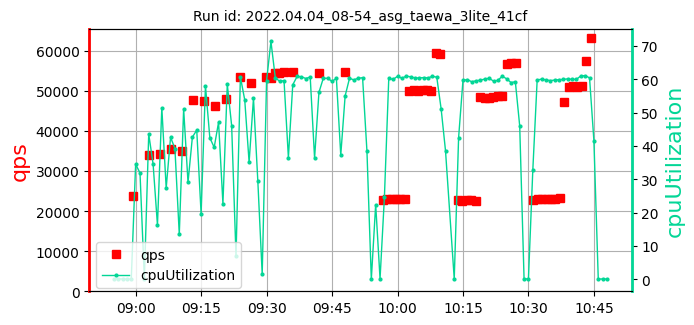 Run id: 2022.04.04_08-54_asg_taewa_3lite_41cf
60000
50000
40000
30000
20000
10000
0
qps
70
60
50
40
30
20
10
0
cpuUtilization
qps
cpuUtilization
09:00 09:15 09:30 09:45 10:00 10:15 10:30 10:45